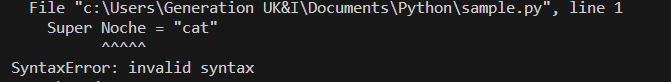 File "c:\Users\Generation UK&I\Documents\Python\sample.py", line 1
Super Noche = "cat"
^^^^^
SyntaxError: invalid syntax